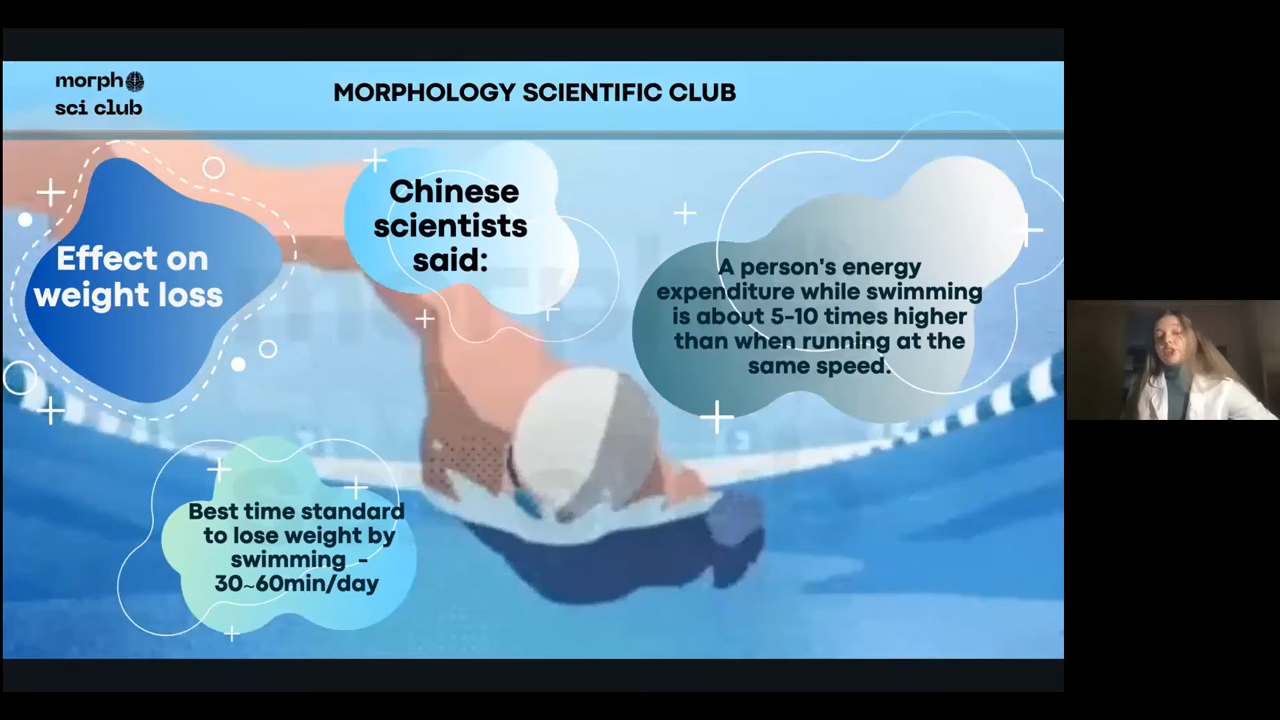 morph
sci club
MORPHOLOGY SCIENTIFIC CLUB
Effect on
weight loss
Chinese
scientists
said:
A person's energy
expenditure while swimming
is about 5-10 times higher
than when running at the
same speed.
Best time standard
to lose weight by
swimming -
30~60min/day